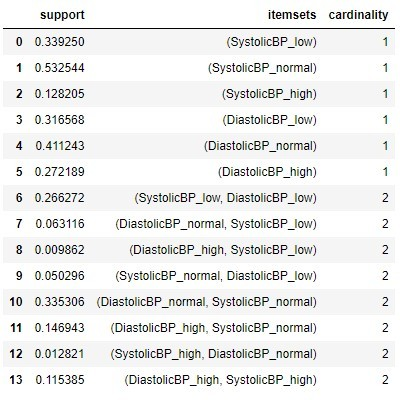 support itemsets cardinality
0 0.339250 (SystolicBP_low) 1
1 0.532544 (SystolicBP_normal) 1
2 0.128205 (SystolicBP_high) 1
3 0.316568 (DiastolicBP_low) 1
4 0.411243 (DiastolicBP_normal) 1
5 0.272189 (DiastolicBP_high) 1
6 0.266272 (SystolicBP_low, DiastolicBP_low) 2
7 0.063116 (DiastolicBP_normal, SystolicBP_low) 2
8 0.009862 (DiastolicBP_high, SystolicBP_low) 2
9 0.050296 (SystolicBP_normal, DiastolicBP_low) 2
10 0.335306 (DiastolicBP_normal, SystolicBP_normal) 2
11 0.146943 (DiastolicBP_high, SystolicBP_normal) 2
12 0.012821 (SystolicBP_high, DiastolicBP_normal) 2
13 0.115385 (DiastolicBP_high, SystolicBP_high) 2